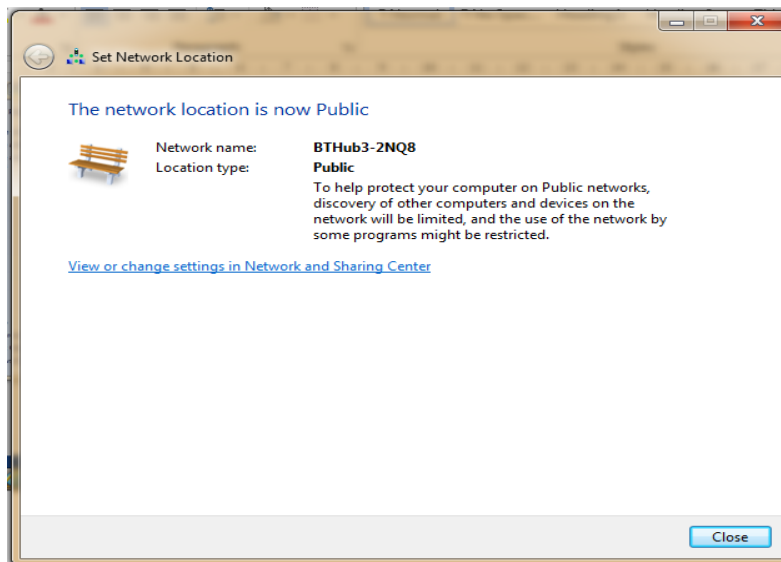 Set Network Location
The network location is now Public
Network name: BTHub3-2NQ8
Location type: Public
To help protect your computer on Public networks,
discovery of other computers and devices on the
network will be limited, and the use of the network by
some programs might be restricted.
View or change settings in Network and Sharing Center
Close